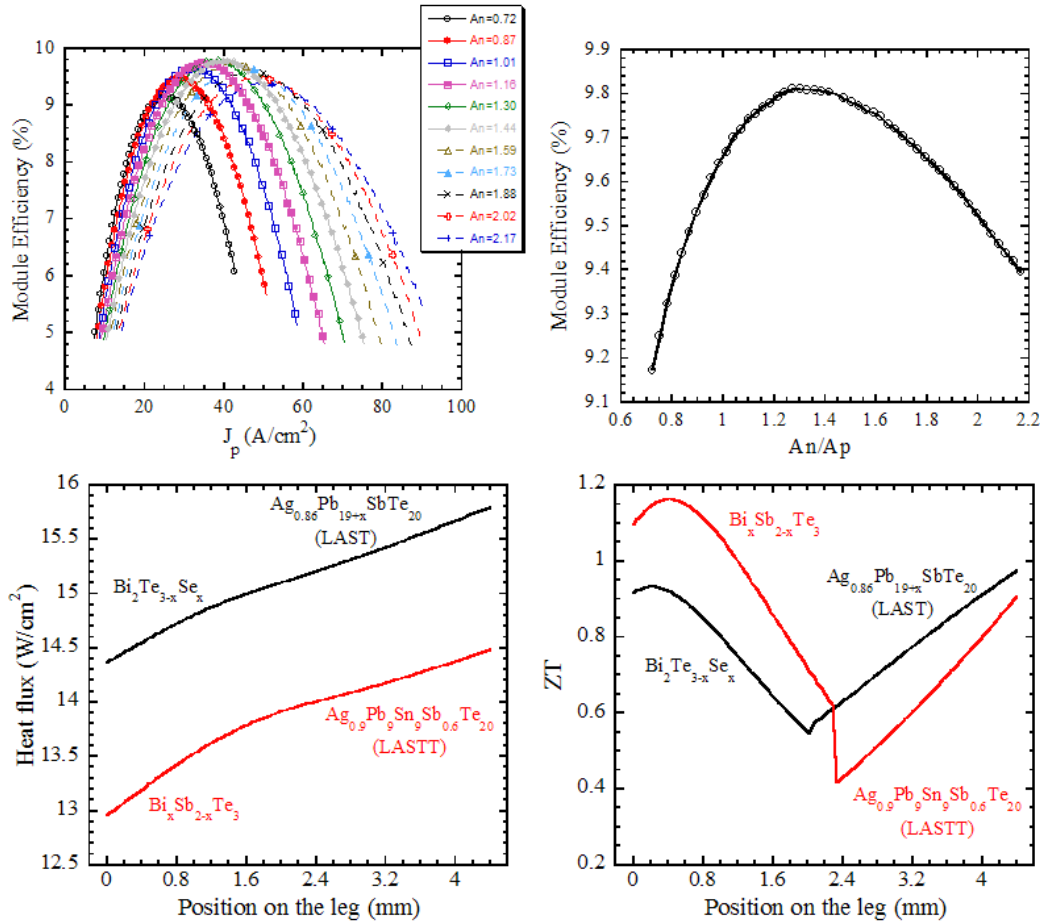 An=0.72
An=0.87
An=1.01
An=1.16
An=1.30
An=1.44
An=1.59
An=1.73
An=1.88
An=2.02
An=2.17
Module Efficiency (%)
10
9
8
7
6
5
4
0 20 40 60 80 100
J_p (A/cm²)
Module Efficiency (%)
9.9
9.8
9.7
9.6
9.5
9.4
9.3
9.2
9.1
0.6 0.8 1 1.2 1.4 1.6 1.8 2 2.2
An/Ap
Heat flux (W/cm²)
16
15.5
15
14.5
14
13.5
13
12.5
Ag₀.₈₆Pb₁₉₊ₓSbTe₂₀
(LAST)
Bi₂Te₃₋ₓSeₓ
Ag₀.₉Pb₉Sn₉Sb₀.₆Te₂₀
(LASTT)
BiₓSb₂₋ₓTe₃
0 0.8 1.6 2.4 3.2 4
Position on the leg (mm)
ZT
1.2
1
0.8
0.6
0.4
0.2
BiₓSb₂₋ₓTe₃
Ag₀.₈₆Pb₁₉₊ₓSbTe₂₀
(LAST)
Bi₂Te₃₋ₓSeₓ
Ag₀.₉Pb₉Sn₉Sb₀.₆Te₂₀
(LASTT)
0 0.8 1.6 2.4 3.2 4
Position on the leg (mm)